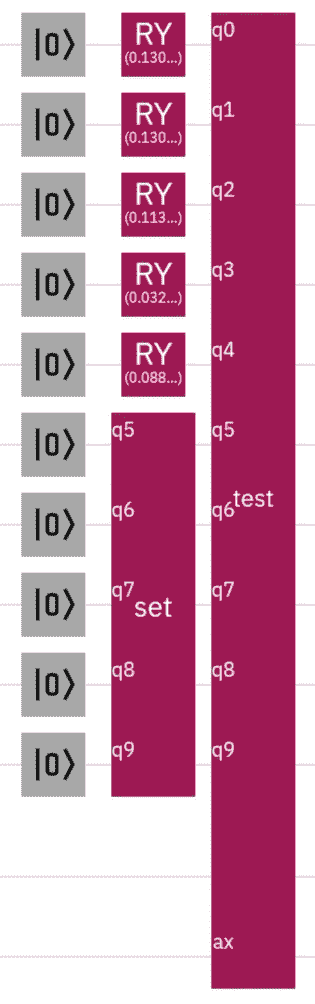 |0⟩ RY (0.130...) q0
|0⟩ RY (0.130...) q1
|0⟩ RY (0.113...) q2
|0⟩ RY (0.032...) q3
|0⟩ RY (0.088...) q4
|0⟩ q5 q5
|0⟩ q6 q6 test
|0⟩ q7 set q7
|0⟩ q8 q8
|0⟩ q9 q9
ax